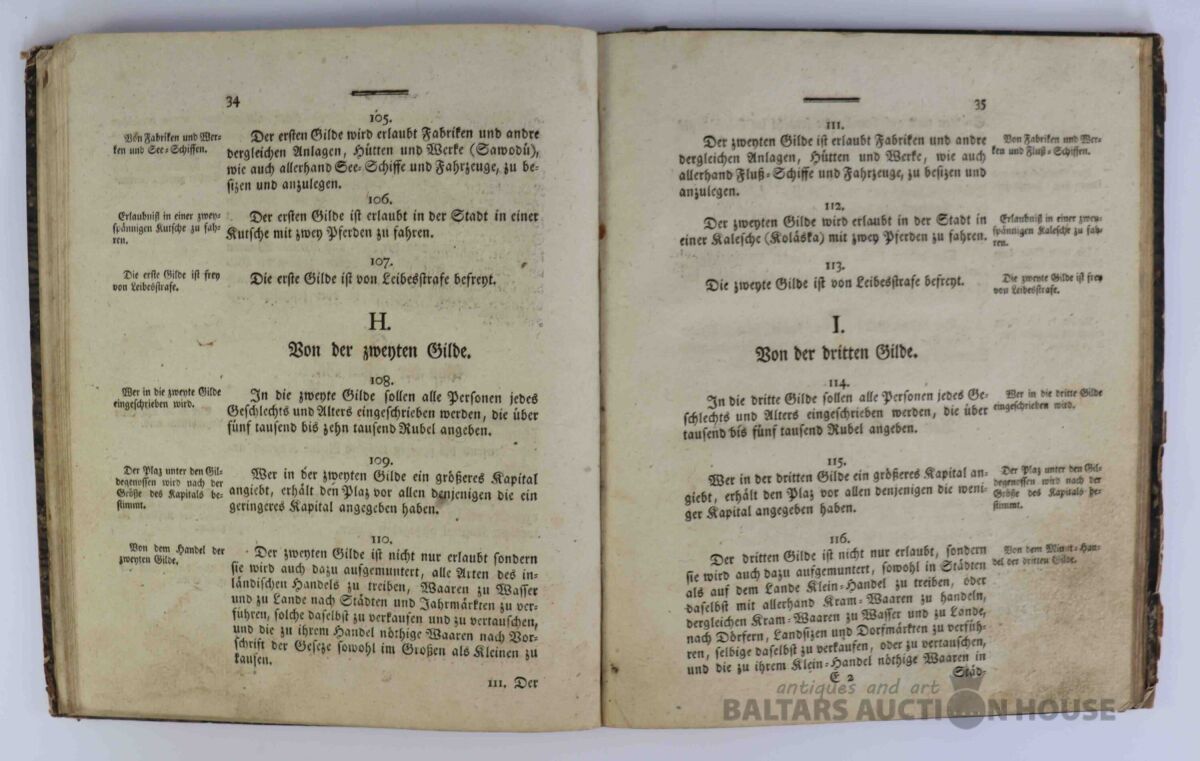 34
105.
Von Fabriken und Wer-
ken und See-Schiffen.
Der ersten Gilde wird erlaubt Fabriken und andre
dergleichen Anlagen, Hütten und Werke (Sawodü),
wie auch allerhand See-Schiffe und Fahrzeuge, zu be-
sizen und anzulegen.
106.
Erlaubniß in einer zwey-
spännigen Kutsche zu fah-
ren.
Der ersten Gilde ist erlaubt in der Stadt in einer
Kutsche mit zwey Pferden zu fahren.
107.
Die erste Gilde ist frey
von Leibesstrafe.
Die erste Gilde ist von Leibesstrafe befreyt.
H.
Von der zweyten Gilde.
108.
Wer in die zweyte Gilde
eingeschrieben wird.
In die zweyte Gilde sollen alle Personen jedes
Geschlechts und Alters eingeschrieben werden, die über
fünf tausend bis zehn tausend Rubel angeben.
109.
Der Plaz unter den Gil-
degenossen wird nach der
Größe des Kapitals be-
stimmt.
Wer in der zweyten Gilde ein größeres Kapital
angiebt, erhält den Plaz vor allen denjenigen die ein
geringeres Kapital angegeben haben.
110.
Von dem Handel der
zweyten Gilde.
Der zweyten Gilde ist nicht nur erlaubt sondern
sie wird auch dazu aufgemuntert, alle Arten des in-
ländischen Handels zu treiben, Waaren zu Wasser
und zu Lande nach Städten und Jahrmärkten zu ver-
führen, solche daselbst zu verkaufen und zu vertauschen,
und die zu ihrem Handel nöthige Waaren nach Vor-
schrift der Geseze sowohl im Großen als Kleinen zu
kaufen.
111. Der
35
111.
Der zweyten Gilde ist erlaubt Fabriken und andre
dergleichen Anlagen, Hütten und Werke, wie auch
allerhand Fluß-Schiffe und Fahrzeuge, zu besizen und
anzulegen.
Von Fabriken und Wer-
ken und Fluß-Schiffen.
112.
Der zweyten Gilde wird erlaubt in der Stadt in
einer Kalesche (Koläska) mit zwey Pferden zu fahren.
Erlaubniß in einer zwey-
spännigen Kalesche zu fah-
ren.
113.
Die zweyte Gilde ist von Leibesstrafe befreyt.
Die zweyte Gilde ist frey
von Leibesstrafe.
I.
Von der dritten Gilde.
114.
In die dritte Gilde sollen alle Personen jedes Ge-
schlechts und Alters eingeschrieben werden, die über
tausend bis fünf tausend Rubel angeben.
Wer in die dritte Gilde
eingeschrieben wird.
115.
Wer in der dritten Gilde ein größeres Kapital an-
giebt, erhält den Plaz vor allen denjenigen die weni-
ger Kapital angegeben haben.
Der Plaz unter den Gil-
degenossen wird nach der
Größe des Kapitals be-
stimmt.
116.
Der dritten Gilde ist nicht nur erlaubt, sondern
sie wird auch dazu aufgemuntert, sowohl in Städten
als auf dem Lande Klein-Handel zu treiben, oder
daselbst mit allerhand Kram-Waaren zu handeln,
dergleichen Kram-Waaren zu Wasser und zu Lande,
nach Dörfern, Landsizen und Dorfmärkten zu verfüh-
ren, selbige daselbst zu verkaufen, oder zu vertauschen,
und die zu ihrem Klein-Handel nöthige Waaren in
Von dem Minut-Han-
del der dritten Gilde.
E 2
Städ-
antiques and art
BALTARS AUCTION HOUSE